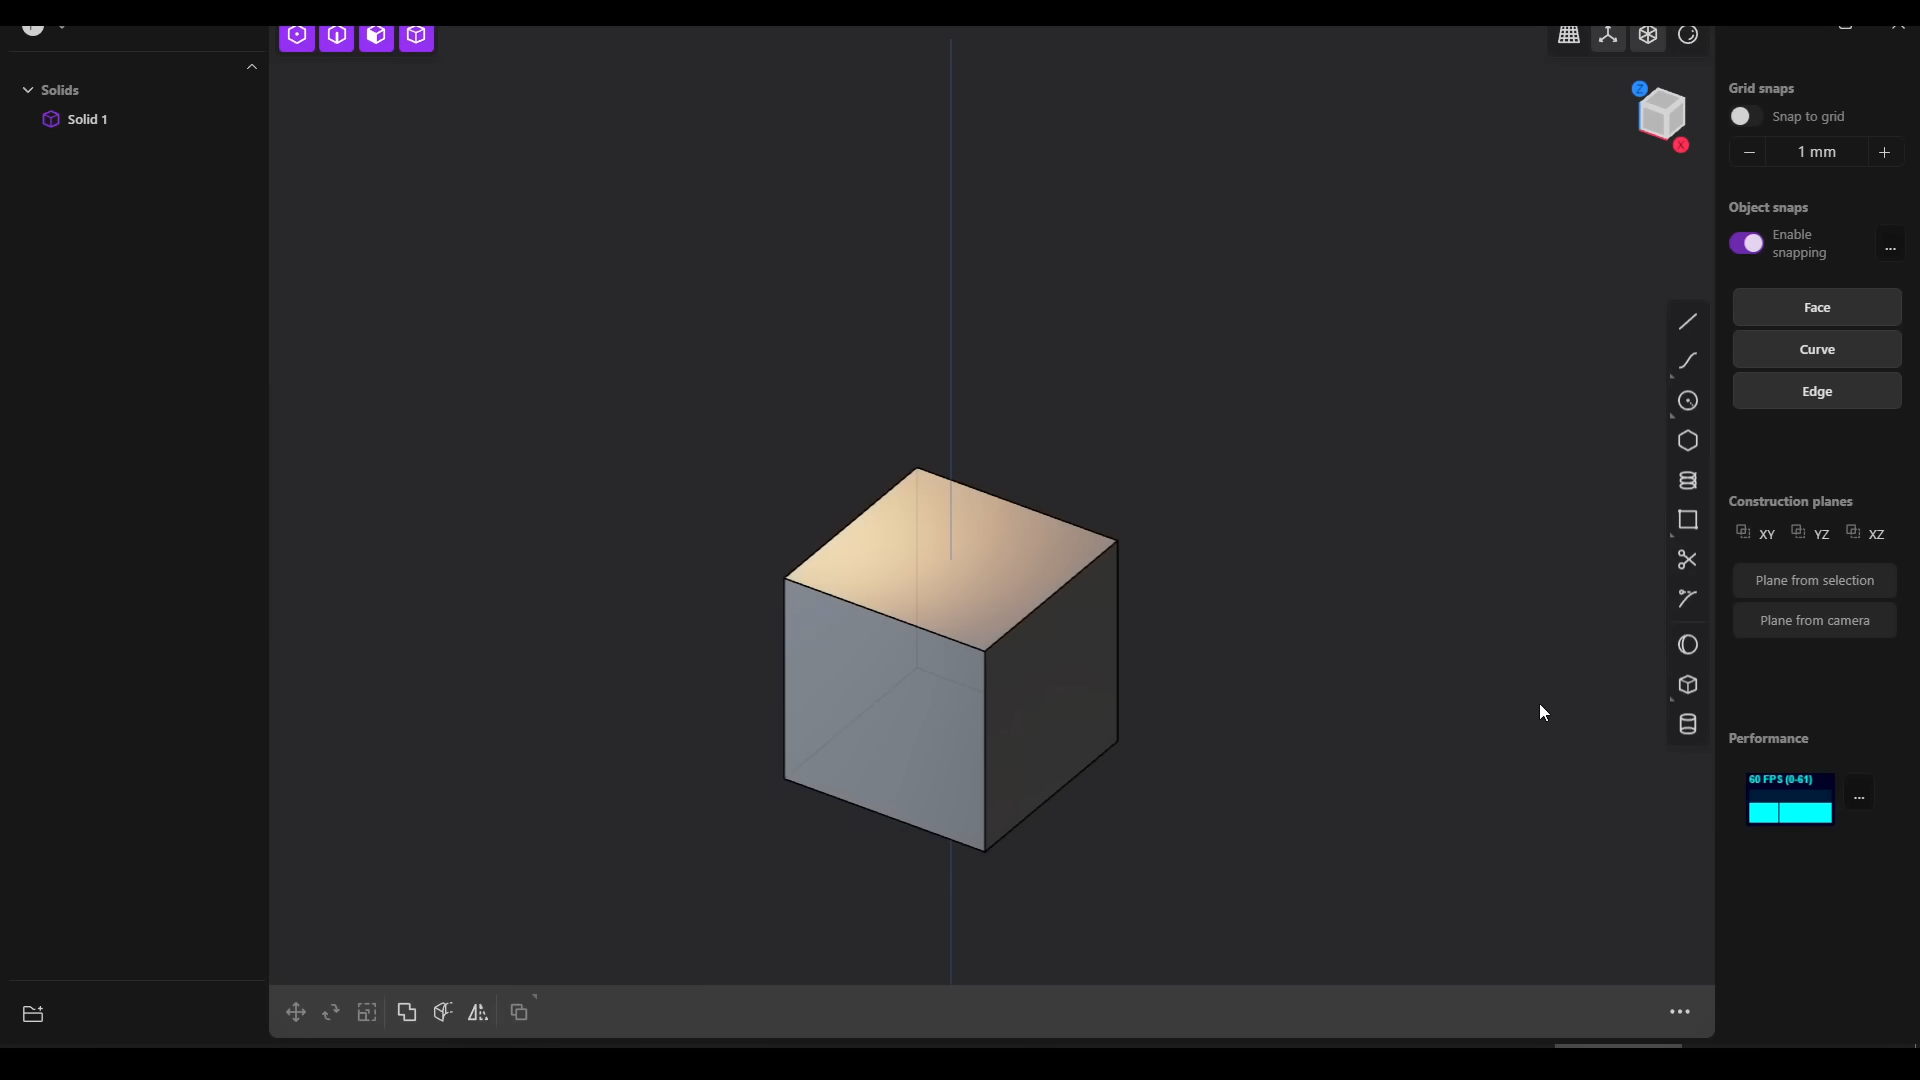 Solids
Solid 1
Z
X
Grid snaps
Snap to grid
1 mm
Object snaps
Enable
snapping
...
Face
Curve
Edge
Construction planes
XY YZ XZ
Plane from selection
Plane from camera
Performance
60 FPS (0-61)
...